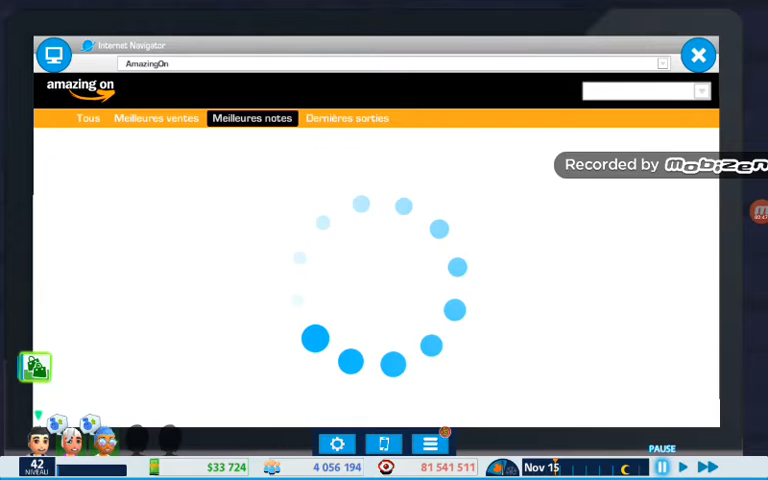 Internet Navigator
AmazingOn
amazing on
Tous Meilleures ventes Meilleures notes Dernières sorties
Recorded by mobizen
PAUSE
42
NIVEAU
$33 724
4 056 194
81 541 511
Nov 15